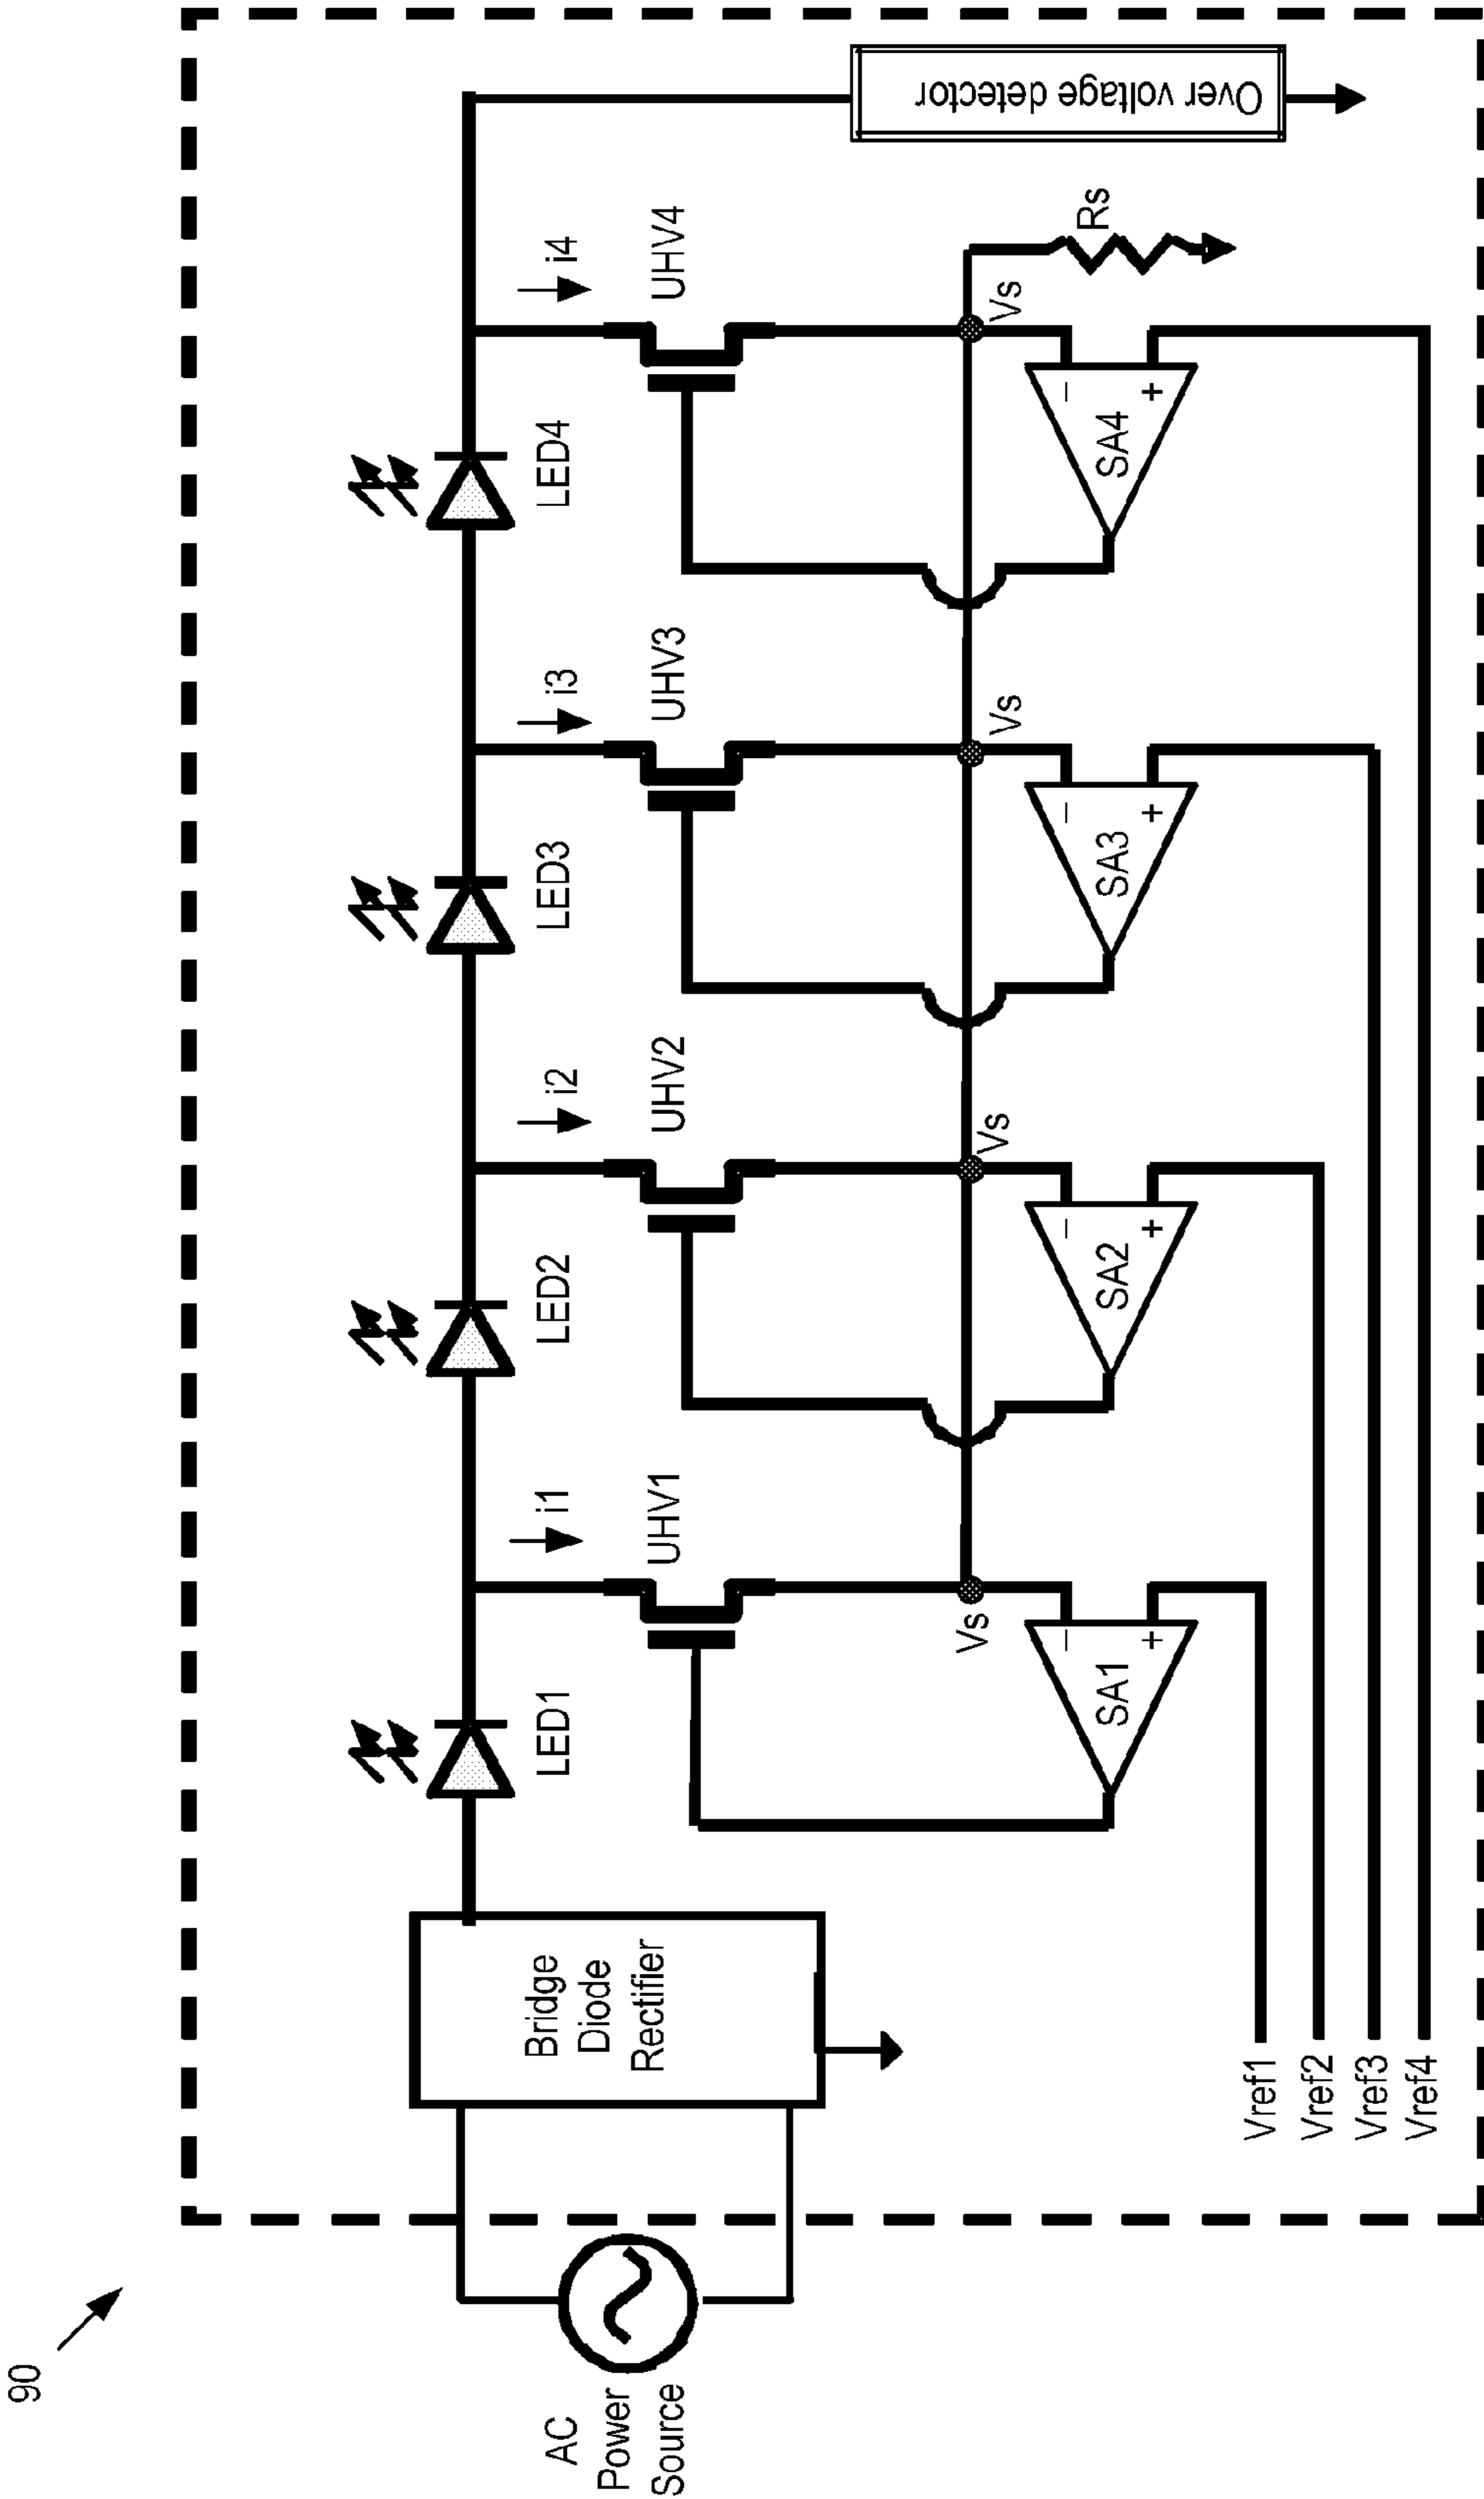 90
AC
Power
Source
Bridge
Diode
Rectifier
LED1
LED2
LED3
LED4
i1
i2
i3
i4
UHV1
UHV2
UHV3
UHV4
Vs
Vs
Vs
Vs
Rs
Over voltage detector
−
+
SA1
−
+
SA2
−
+
SA3
−
+
SA4
Vref1
Vref2
Vref3
Vref4